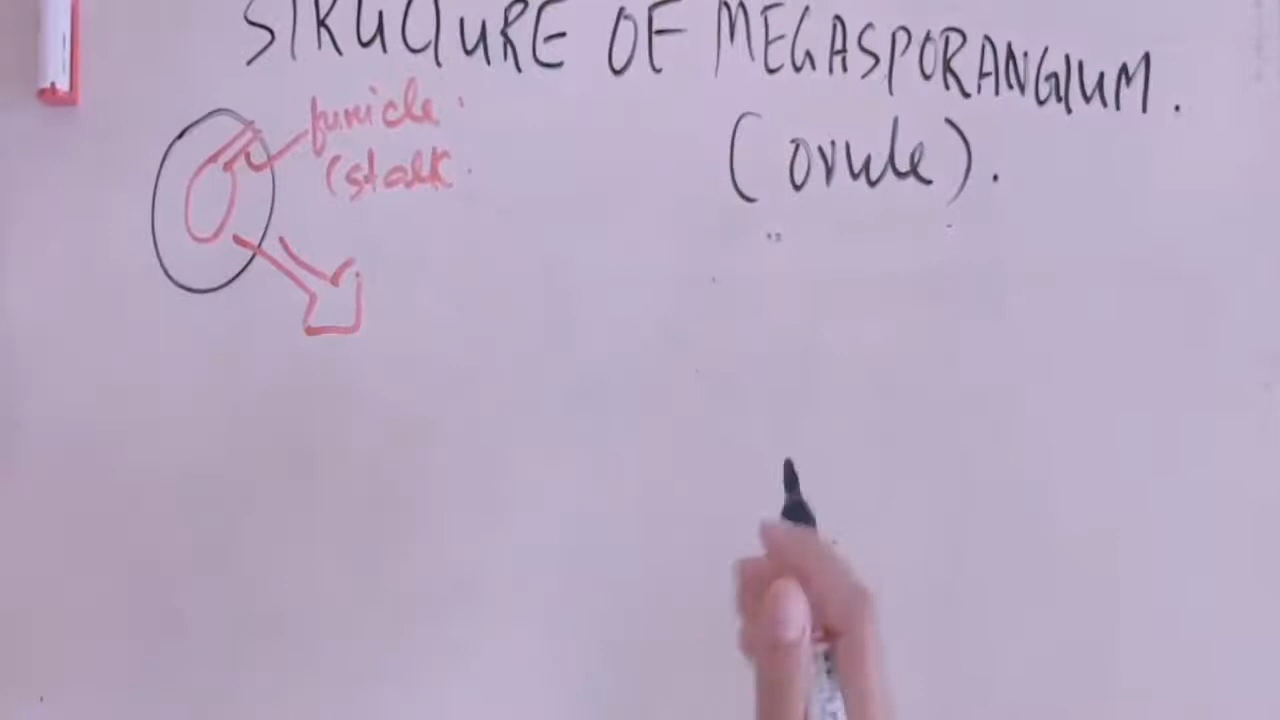 STRUCTURE OF MEGASPORANGIUM.
(ovule).
funicle.
(stalk.